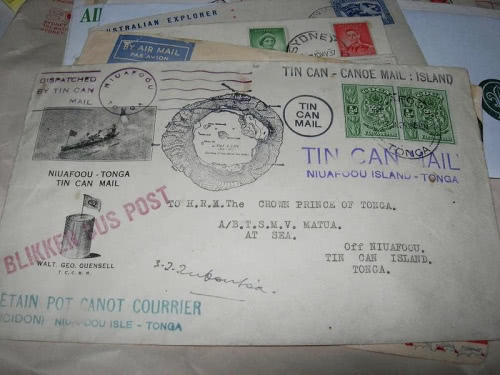 AUSTRALIAN EXPLORER
SYDNEY
BY AIR MAIL
PAR AVION
DISPATCHED
BY TIN CAN
MAIL
NIUAFOOU
TONGA
TIN CAN - CANOE MAIL : ISLAND
TIN
CAN
MAIL
TONGA
TIN CAN MAIL
NIUAFOOU ISLAND - TONGA
NIUAFOOU - TONGA
TIN CAN MAIL
BLIKKEN BUS POST
TO H.R.H.The CROWN PRINCE OF TONGA.
A/B.T.S.M.V. MATUA.
AT SEA.
Off NIUAFOOU.
TIN CAN ISLAND.
TONGA.
WALT. GEO. QUENSELL
T.C.C.M.
ETAIN POT CANOT COURRIER
NIUAFOOU ISLE - TONGA